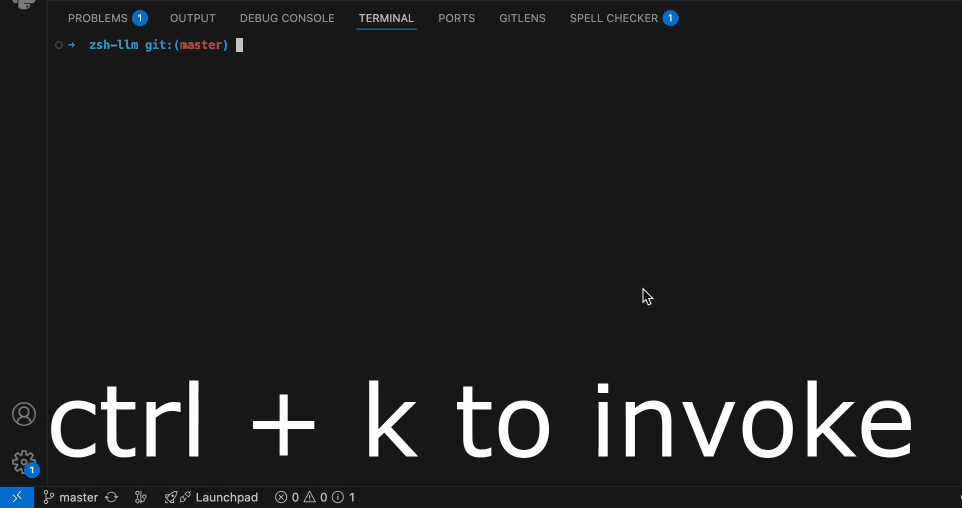 PROBLEMS 1 OUTPUT DEBUG CONSOLE TERMINAL PORTS GITLENS SPELL CHECKER 1
➜ zsh-llm git:(master)
ctrl + k to invoke
1
master Launchpad 0 0 1